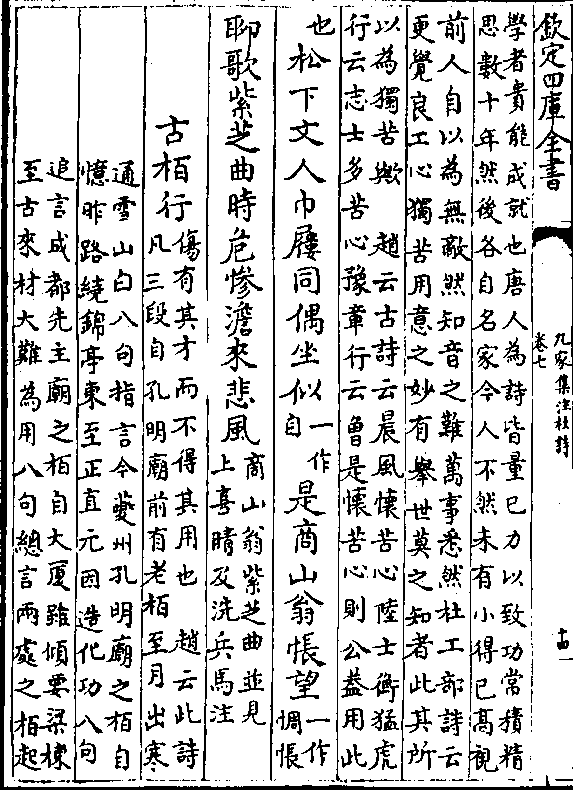 欽定四庫全書
九家集注杜詩
卷七
學者貴能成就也唐人為詩皆量已力以致功常積精
思數十年然後各自名家今人不然未有小得已高視
前人自以為無敵然知音之難萬事悉然杜工部詩云
更覺良工心獨苦用意之妙有舉世莫之知者此其所
以為獨苦歟 趙云古詩云晨風懷苦心陸士衡猛虎
行云志士多苦心豫章行云曾是懷苦心則公蓋用此
也松下丈人巾屨同偶坐似一作自是商山翁悵望一作惆悵
聊歌紫芝曲時危慘澹來悲風商山翁紫芝曲並見上喜晴及洗兵馬注
古柏行傷有其才而不得其用也 趙云此詩凡三段自孔明廟前有老柏至月出寒
通雪山白八句指言今夔州孔明廟之柏自
憶昨路繞錦亭東至正直元因造化功八句
追言成都先主廟之柏自大厦雖傾要梁棟
至古來材大難為用八句總言兩處之柏起